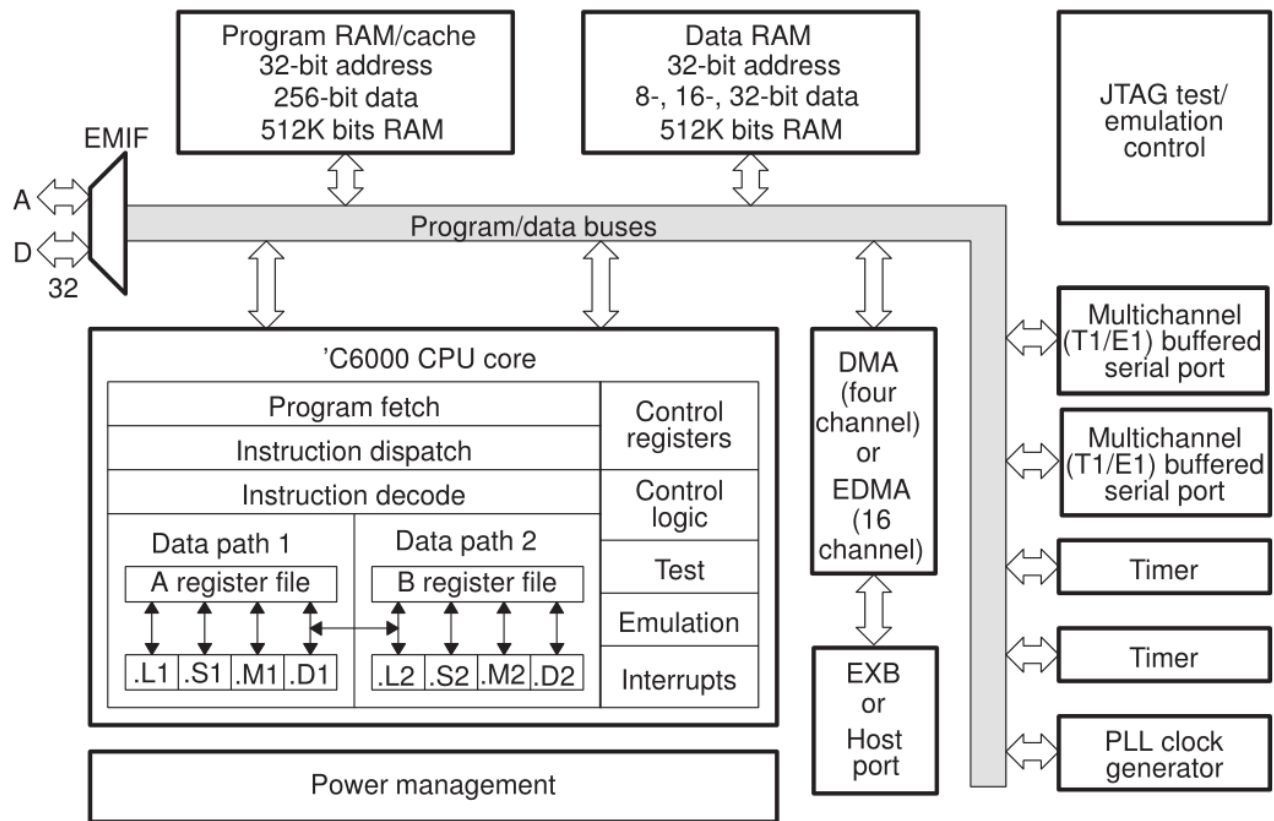 Program RAM/cache
32-bit address
256-bit data
512K bits RAM
Data RAM
32-bit address
8-, 16-, 32-bit data
512K bits RAM
JTAG test/
emulation
control
EMIF
A
D
32
Program/data buses
’C6000 CPU core
Program fetch
Instruction dispatch
Instruction decode
Data path 1
A register file
.L1 .S1 .M1 .D1
Data path 2
B register file
.L2 .S2 .M2 .D2
Control
registers
Control
logic
Test
Emulation
Interrupts
DMA
(four
channel)
or
EDMA
(16
channel)
EXB
or
Host
port
Multichannel
(T1/E1) buffered
serial port
Multichannel
(T1/E1) buffered
serial port
Timer
Timer
PLL clock
generator
Power management